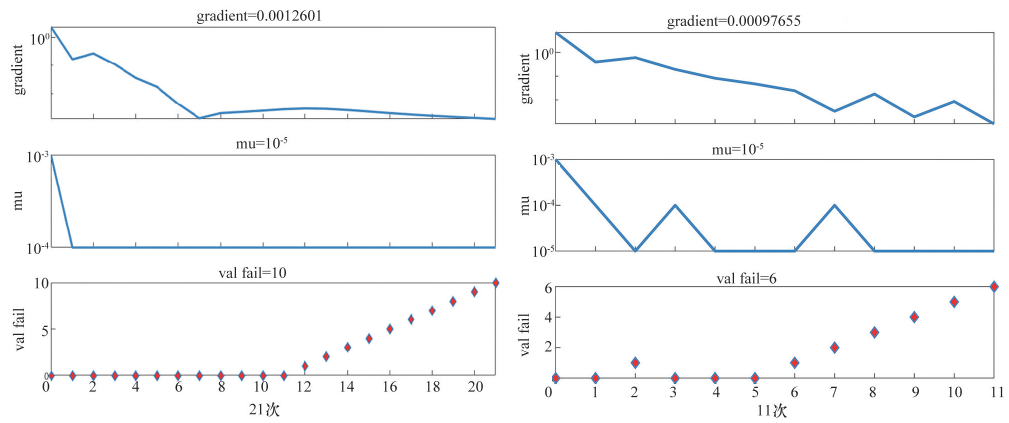 gradient=0.0012601
10⁰
gradient
mu=10⁻⁵
10⁻³
mu
10⁻⁴
val fail=10
10
5
0
val fail
0 2 4 6 8 10 12 14 16 18 20
21次
gradient=0.00097655
10⁰
gradient
mu=10⁻⁵
10⁻³
10⁻⁴
mu
10⁻⁵
val fail=6
6
4
2
val fail
0 1 2 3 4 5 6 7 8 9 10 11
11次